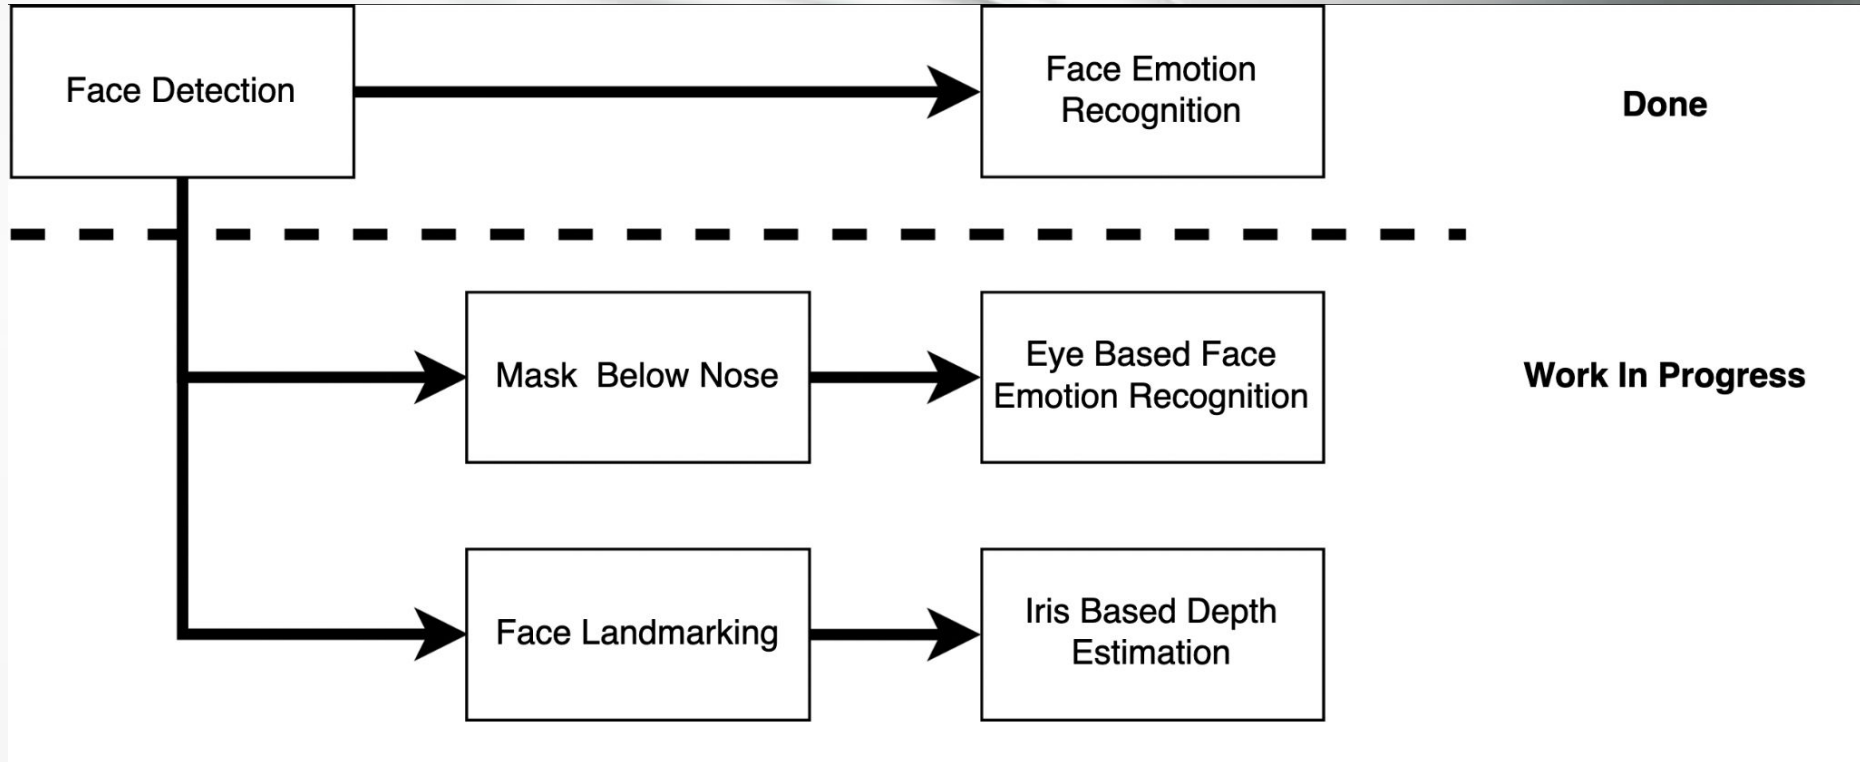 Face Detection
Face Emotion
Recognition
Done
Mask  Below Nose
Eye Based Face
Emotion Recognition
Work In Progress
Face Landmarking
Iris Based Depth
Estimation